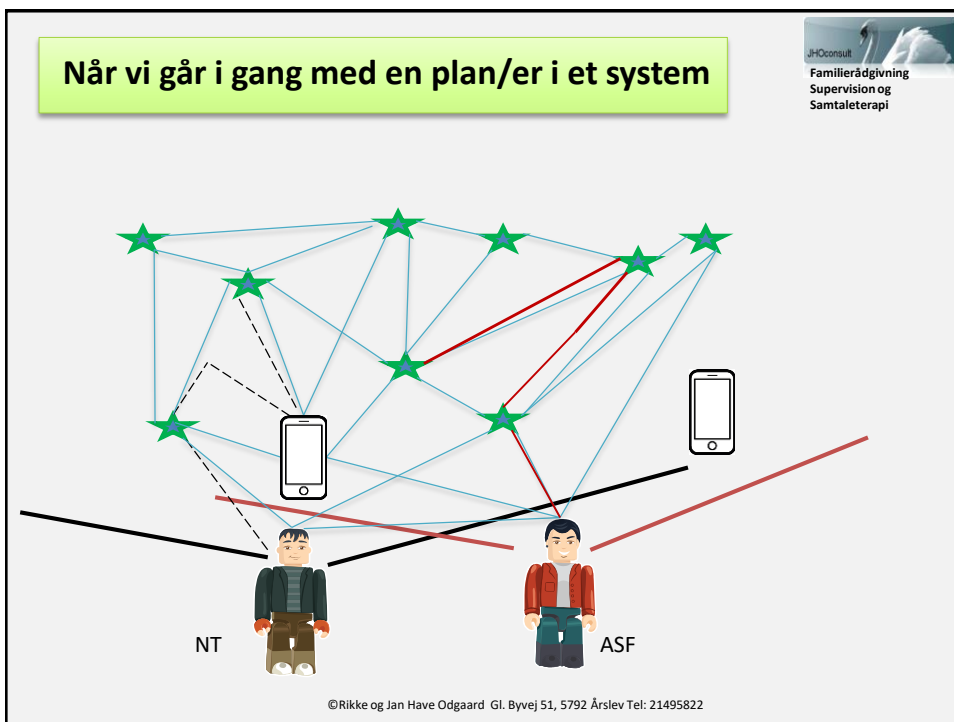 Når vi går i gang med en plan/er i et system
JHOconsult
Familierådgivning
Supervision og
Samtaleterapi
NT
ASF
©Rikke og Jan Have Odgaard Gl. Byvej 51, 5792 Årslev Tel: 21495822